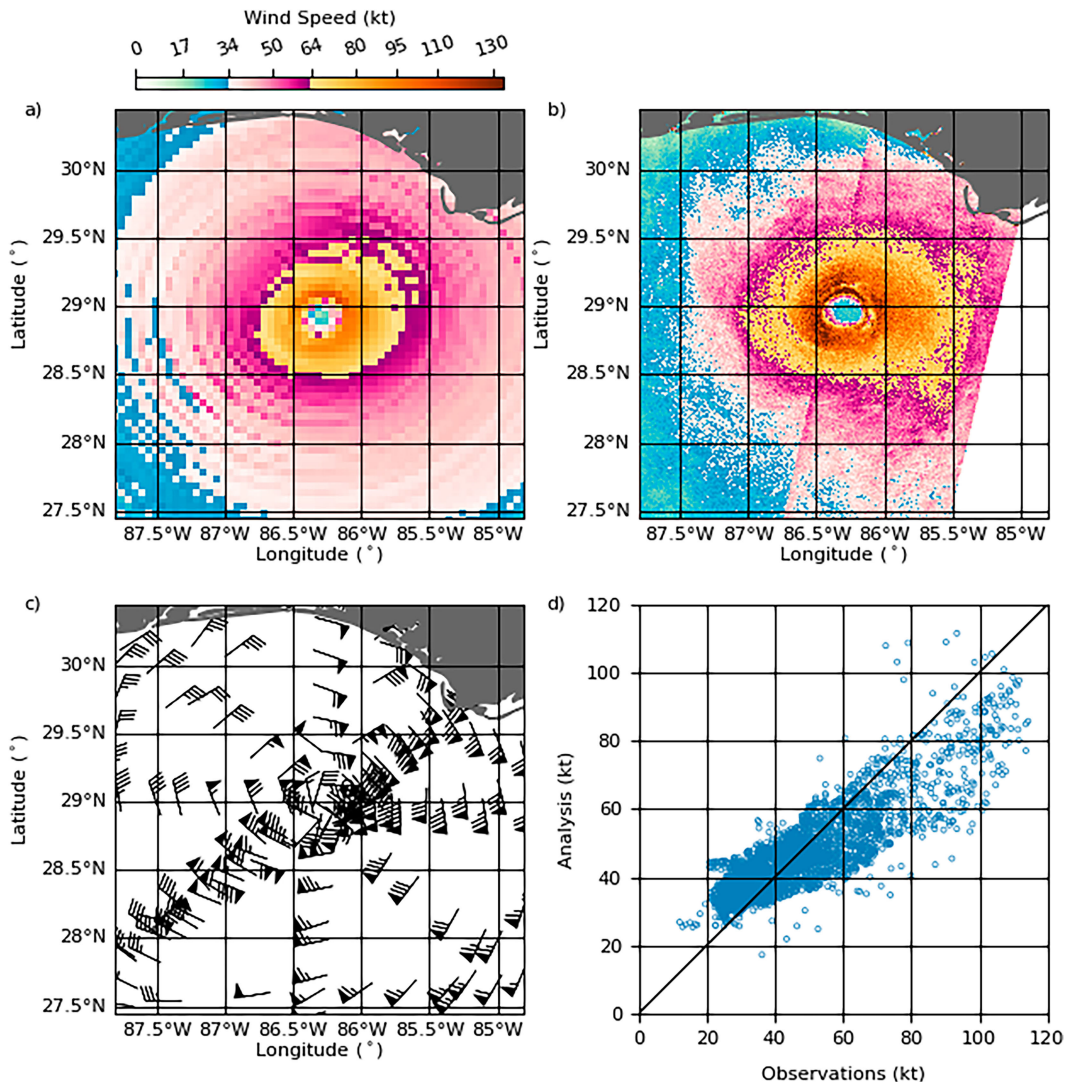 Wind Speed (kt)
0 17 34 50 64 80 95 110 130
a)
30°N
29.5°N
29°N
28.5°N
28°N
27.5°N
87.5°W 87°W 86.5°W 86°W 85.5°W 85°W
Longitude (°)
Latitude (°)
b)
30°N
29.5°N
29°N
28.5°N
28°N
27.5°N
87.5°W 87°W 86.5°W 86°W 85.5°W 85°W
Longitude (°)
Latitude (°)
c)
30°N
29.5°N
29°N
28.5°N
28°N
27.5°N
87.5°W 87°W 86.5°W 86°W 85.5°W 85°W
Longitude (°)
Latitude (°)
d)
120
100
80
60
40
20
0
0 20 40 60 80 100 120
Observations (kt)
Analysis (kt)